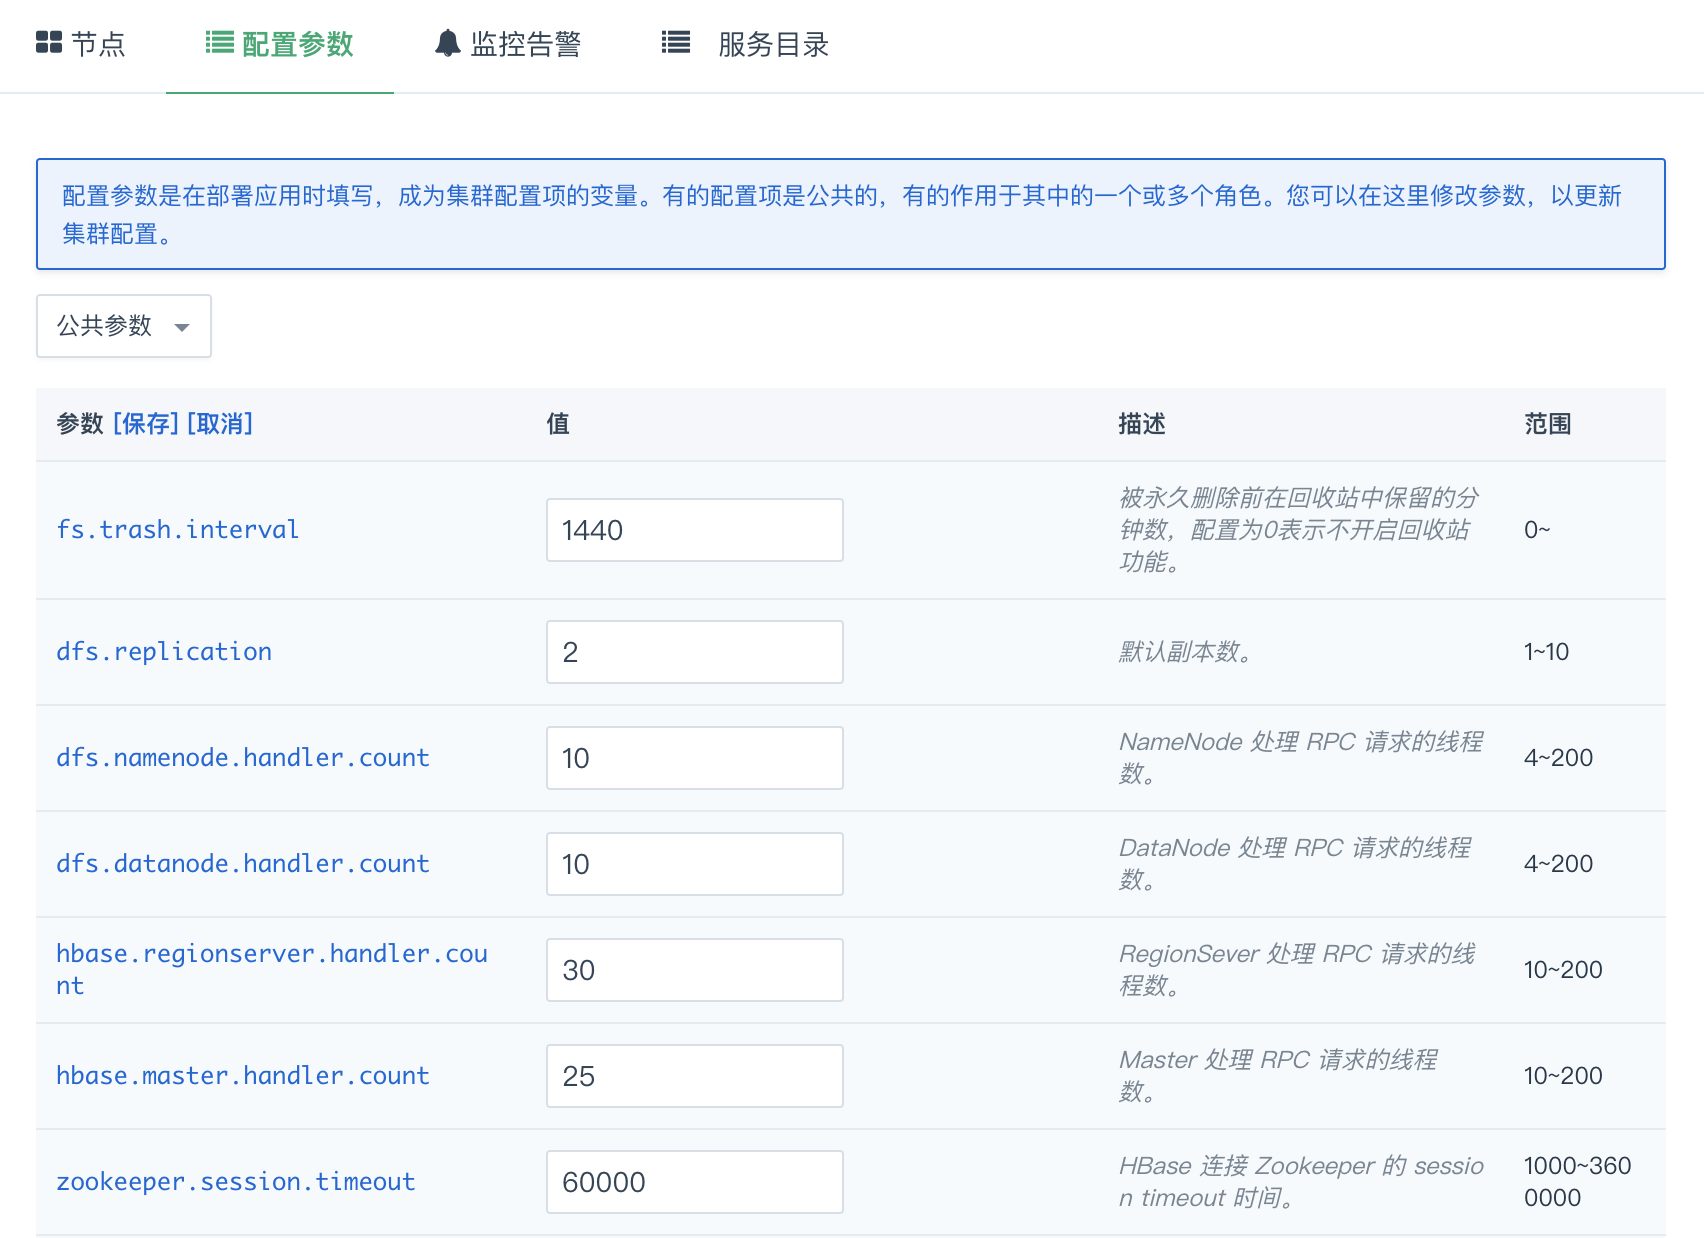 节点 配置参数 监控告警 服务目录
配置参数是在部署应用时填写，成为集群配置项的变量。有的配置项是公共的，有的作用于其中的一个或多个角色。您可以在这里修改参数，以更新
集群配置。
公共参数
参数 [保存] [取消] 值 描述 范围
fs.trash.interval 1440 被永久删除前在回收站中保留的分
钟数，配置为0表示不开启回收站
功能。 0~
dfs.replication 2 默认副本数。 1~10
dfs.namenode.handler.count 10 NameNode 处理 RPC 请求的线程
数。 4~200
dfs.datanode.handler.count 10 DataNode 处理 RPC 请求的线程
数。 4~200
hbase.regionserver.handler.cou
nt 30 RegionSever 处理 RPC 请求的线
程数。 10~200
hbase.master.handler.count 25 Master 处理 RPC 请求的线程
数。 10~200
zookeeper.session.timeout 60000 HBase 连接 Zookeeper 的 sessio
n timeout 时间。 1000~360
0000